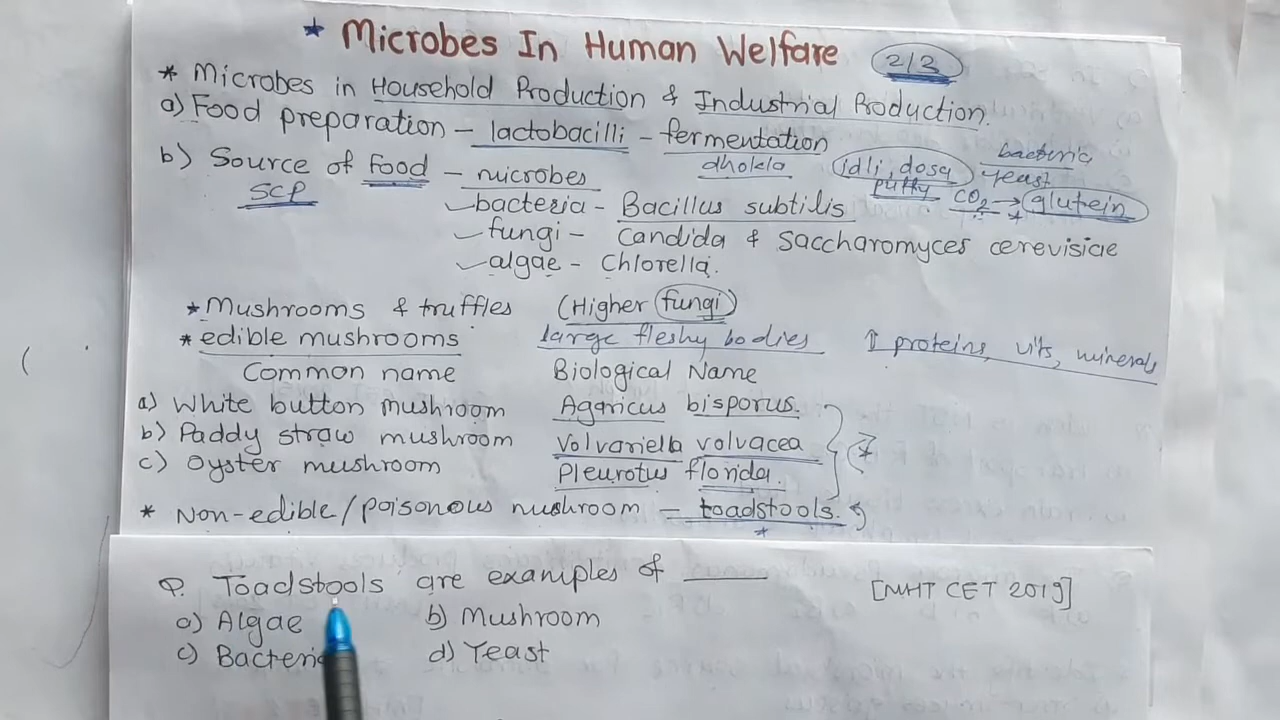 * Microbes In Human Welfare 2/3
* Microbes in Household Production & Industrial Production.
a) Food preparation - lactobacilli - fermentation
dhokla idli, dosa bacteria yeast
b) Source of food - microbes
SCP puffy CO2 → glutein
bacteria - Bacillus subtilis
fungi - Candida & Saccharomyces cerevisiae
algae - Chlorella.
* Mushrooms & truffles (Higher fungi)
* edible mushrooms large fleshy bodies ↑ proteins, vits, minerals
Common name Biological Name
a) White button mushroom Agaricus bisporus.
b) Paddy straw mushroom Volvariella volvacea
c) Oyster mushroom Pleurotus florida.
* Non-edible/poisonous mushroom - toadstools.
Q. Toadstools are examples of ____ [MHT CET 2019]
a) Algae b) Mushroom
c) Bacteria d) Yeast